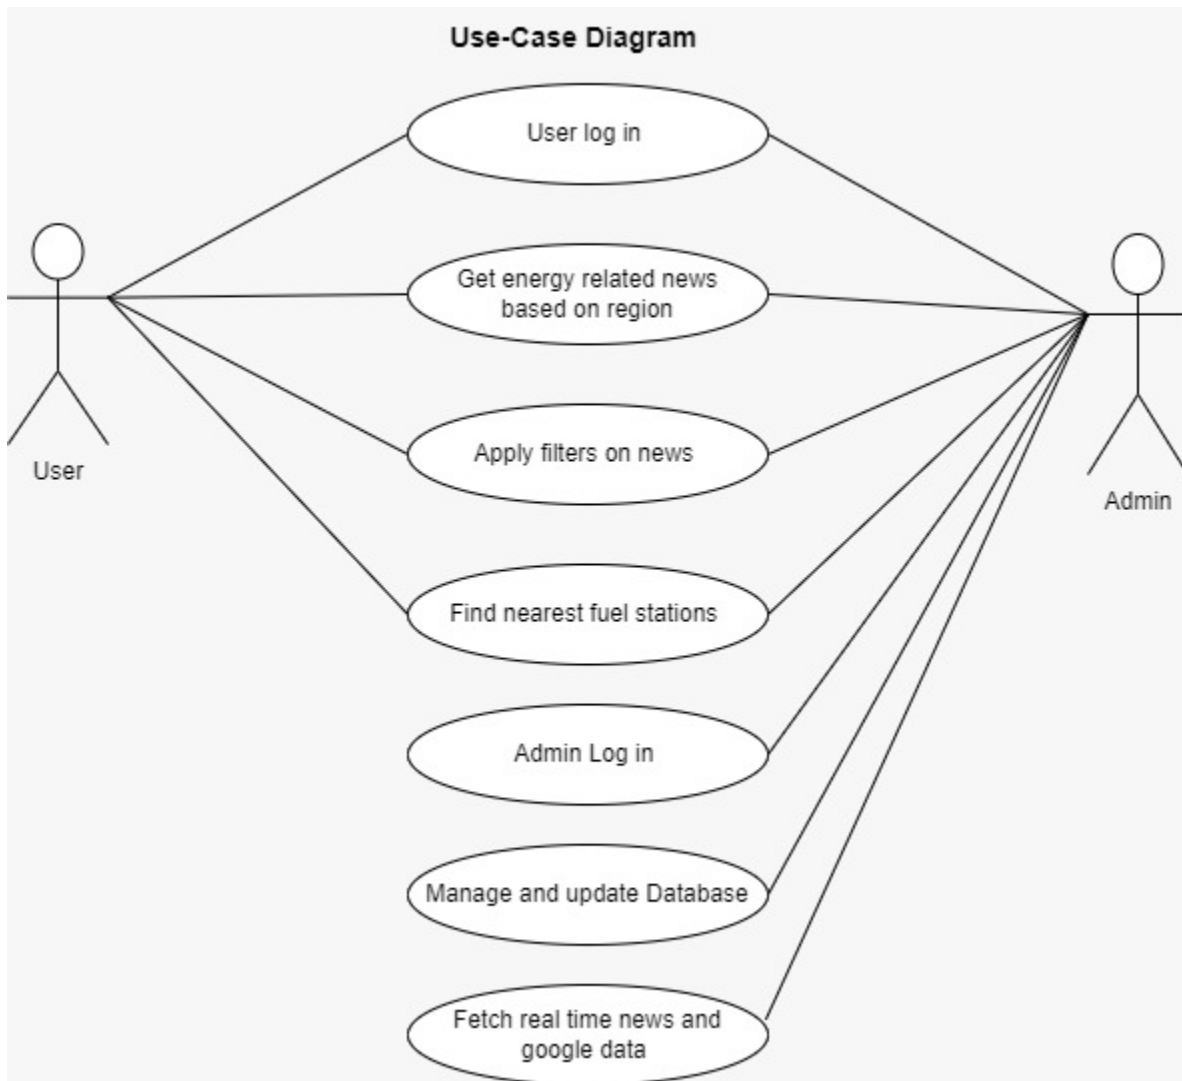 Use-Case Diagram
User log in
Get energy related news
based on region
Apply filters on news
User
Admin
Find nearest fuel stations
Admin Log in
Manage and update Database
Fetch real time news and
google data